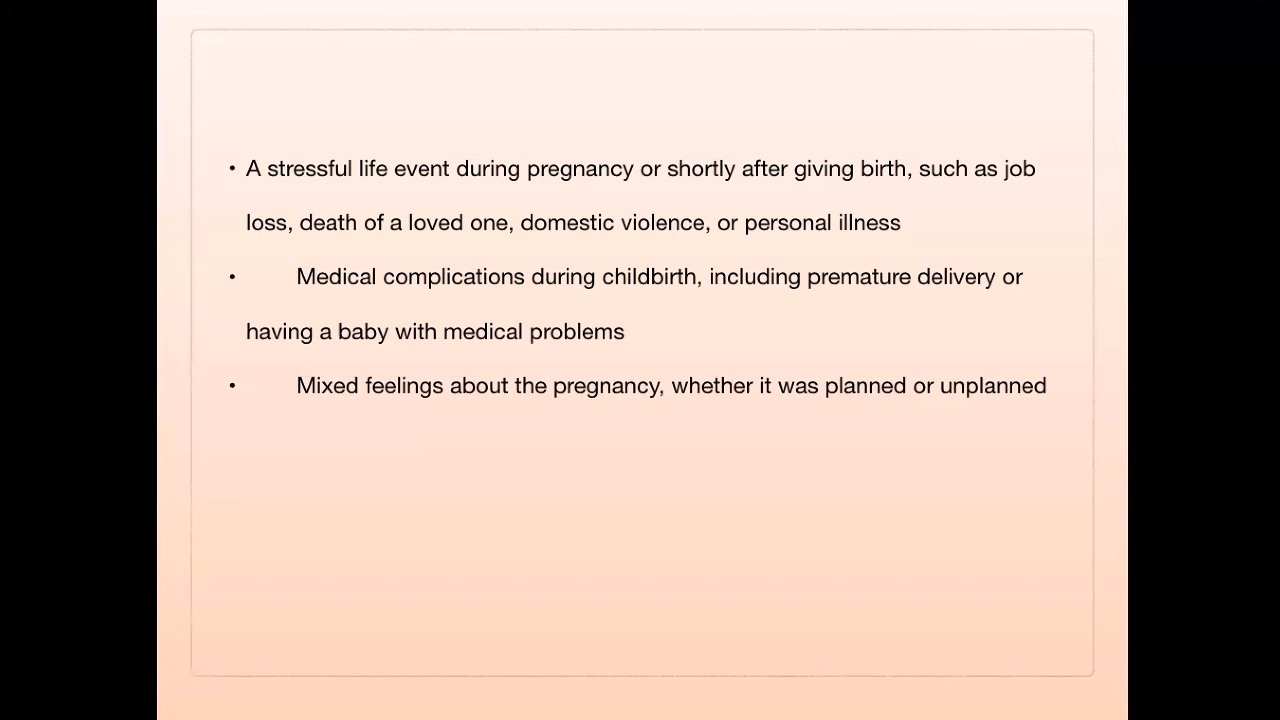 • A stressful life event during pregnancy or shortly after giving birth, such as job
loss, death of a loved one, domestic violence, or personal illness
• Medical complications during childbirth, including premature delivery or
having a baby with medical problems
• Mixed feelings about the pregnancy, whether it was planned or unplanned